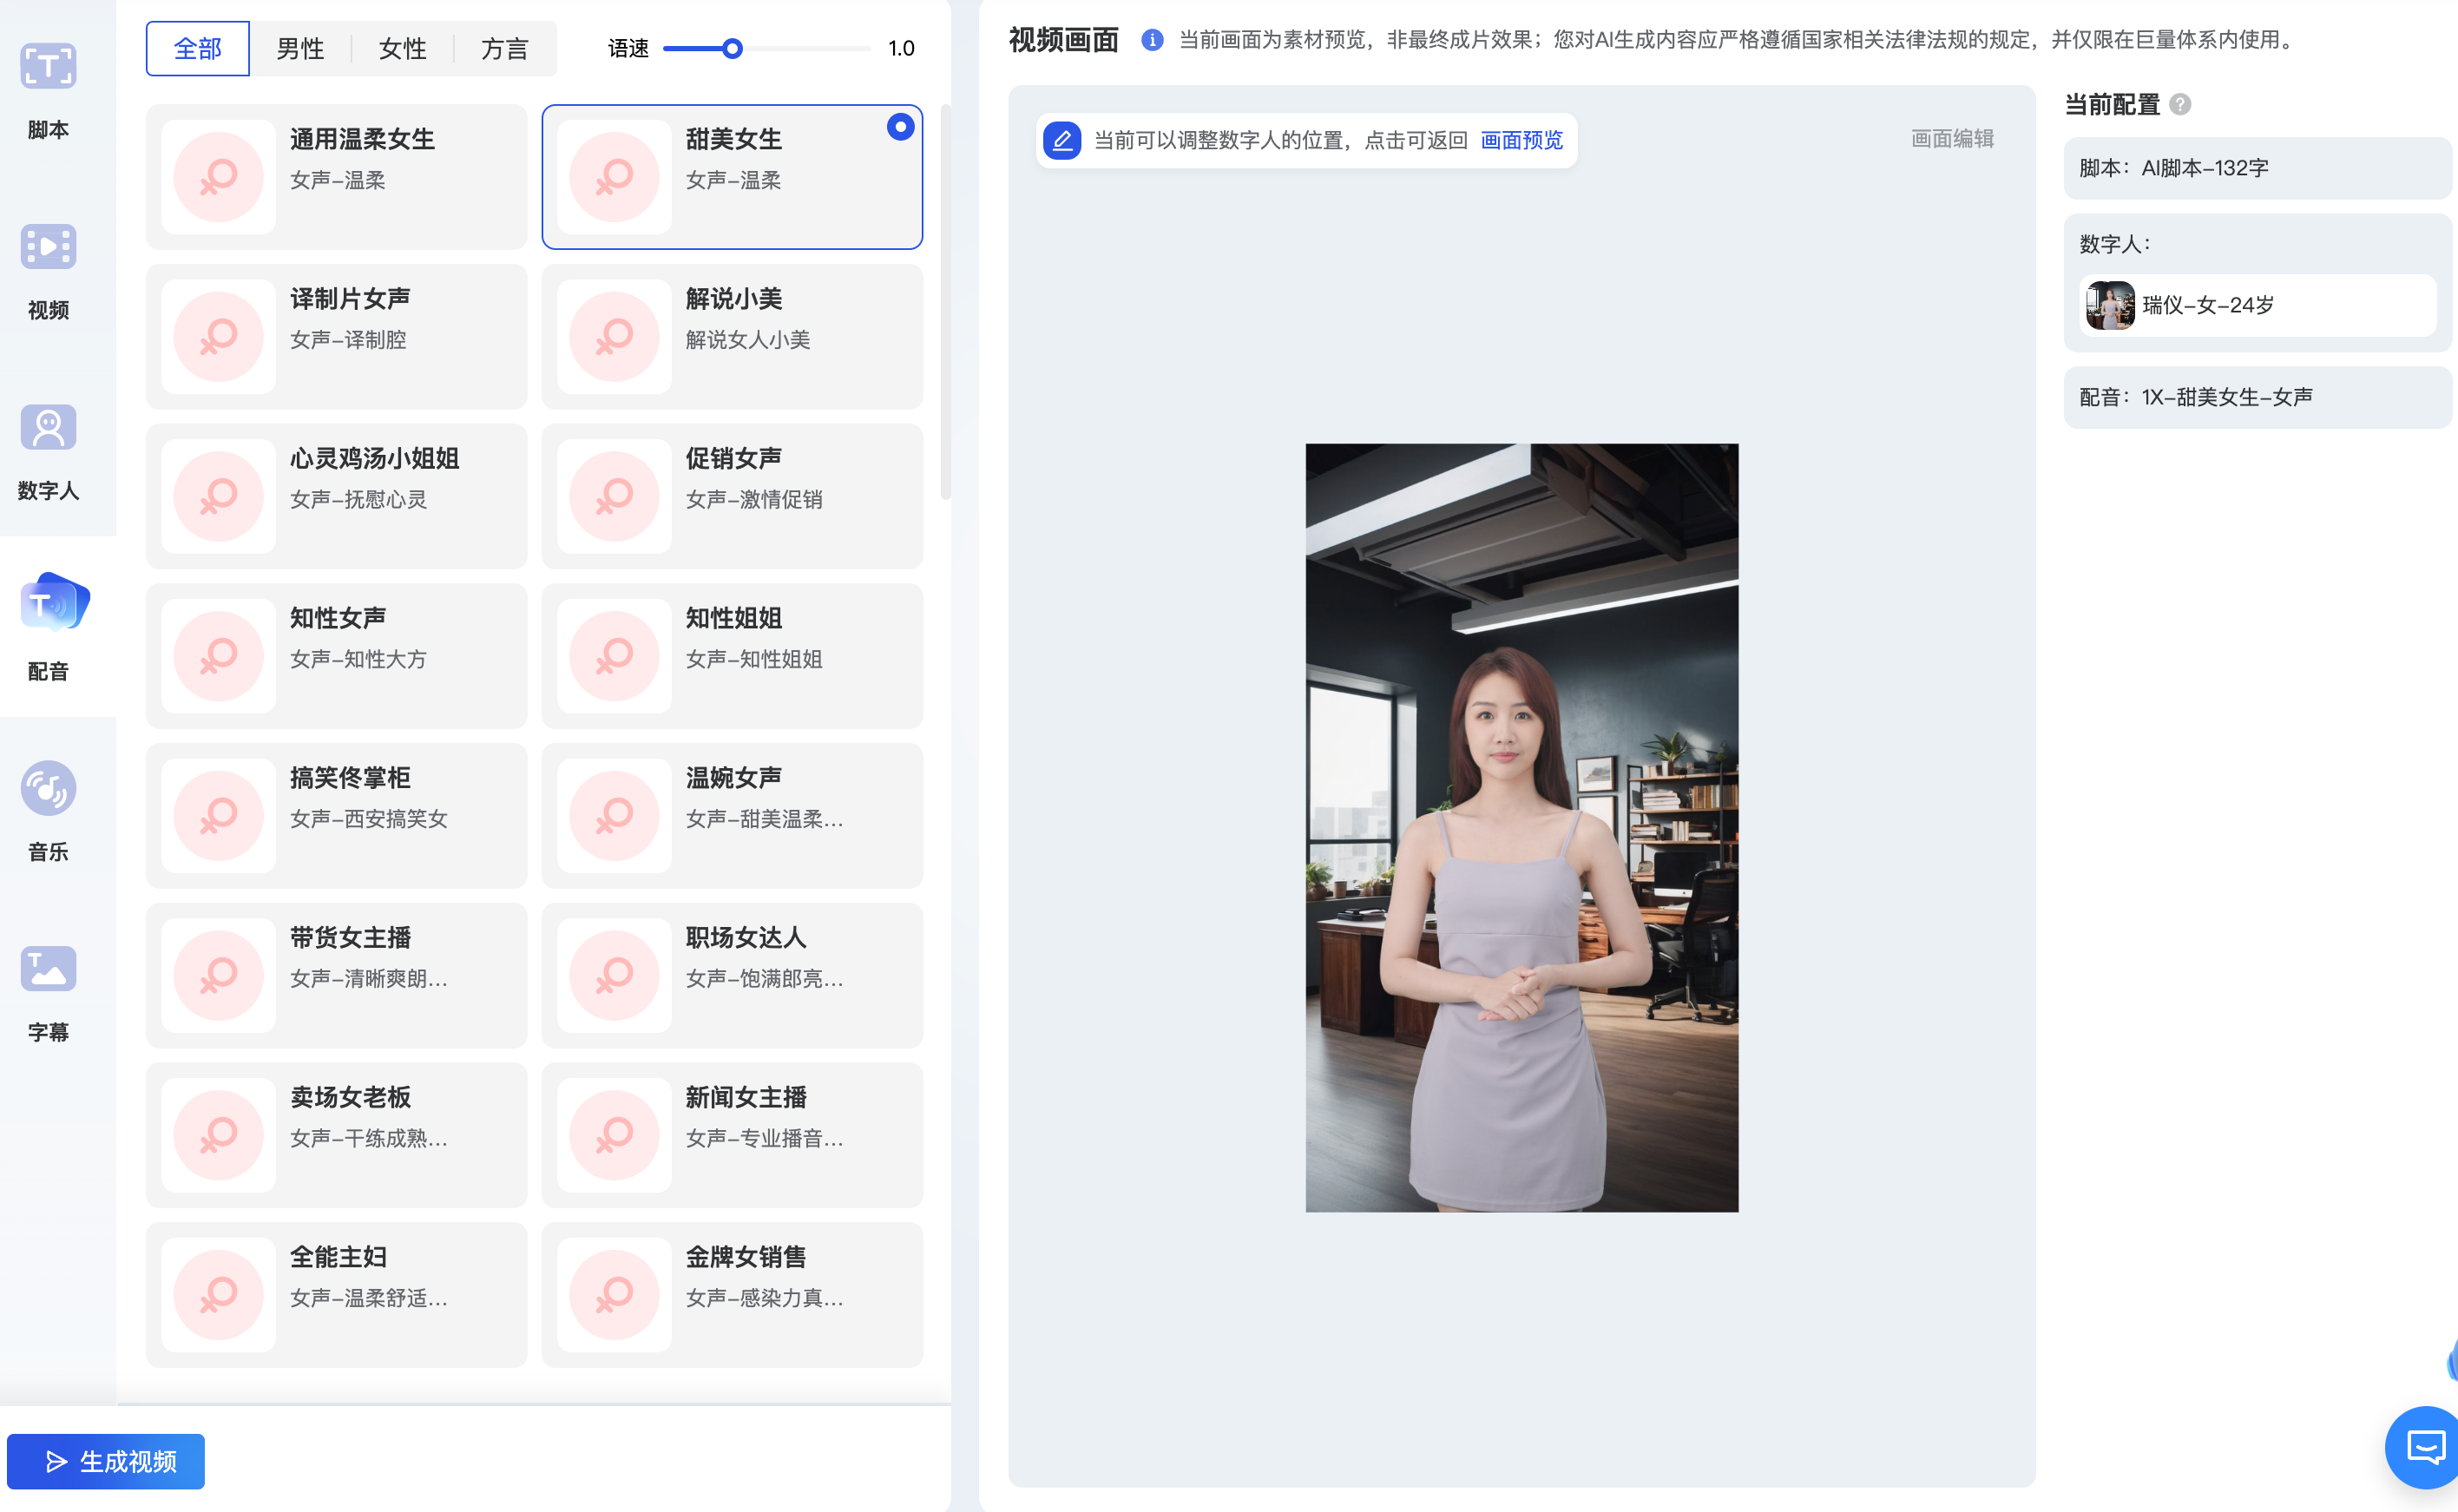 脚本
视频
数字人
配音
音乐
字幕
全部
男性
女性
方言
语速
1.0
通用温柔女生
女声-温柔
甜美女生
女声-温柔
译制片女声
女声-译制腔
解说小美
解说女人小美
心灵鸡汤小姐姐
女声-抚慰心灵
促销女声
女声-激情促销
知性女声
女声-知性大方
知性姐姐
女声-知性姐姐
搞笑佟掌柜
女声-西安搞笑女
温婉女声
女声-甜美温柔...
带货女主播
女声-清晰爽朗...
职场女达人
女声-饱满郎亮...
卖场女老板
女声-干练成熟...
新闻女主播
女声-专业播音...
全能主妇
女声-温柔舒适...
金牌女销售
女声-感染力真...
生成视频
视频画面
当前画面为素材预览，非最终成片效果；您对AI生成内容应严格遵循国家相关法律法规的规定，并仅限在巨量体系内使用。
当前可以调整数字人的位置，点击可返回 画面预览
画面编辑
当前配置
脚本：AI脚本-132字
数字人：
瑞仪-女-24岁
配音：1X-甜美女生-女声